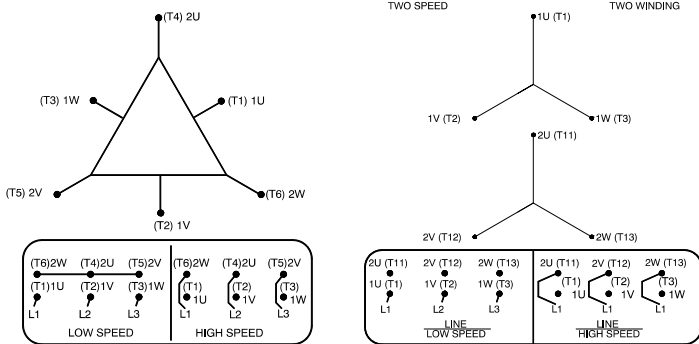 (T4) 2U
(T3) 1W
(T1) 1U
(T5) 2V
(T6) 2W
(T2) 1V
(T6)2W (T4)2U (T5)2V
(T1)1U (T2)1V (T3)1W
L1 L2 L3
LOW SPEED
(T6)2W (T4)2U (T5)2V
(T1) (T2) (T3)
1U 1V 1W
L1 L2 L3
HIGH SPEED
TWO SPEED TWO WINDING
1U (T1)
1V (T2) 1W (T3)
2U (T11)
2V (T12) 2W (T13)
2U (T11) 2V (T12) 2W (T13)
1U (T1) 1V (T2) 1W (T3)
L1 L2 L3
LINE
LOW SPEED
2U (T11) 2V (T12) 2W (T13)
(T1) (T2) (T3)
1U 1V 1W
L1 L1 L1
LINE
HIGH SPEED